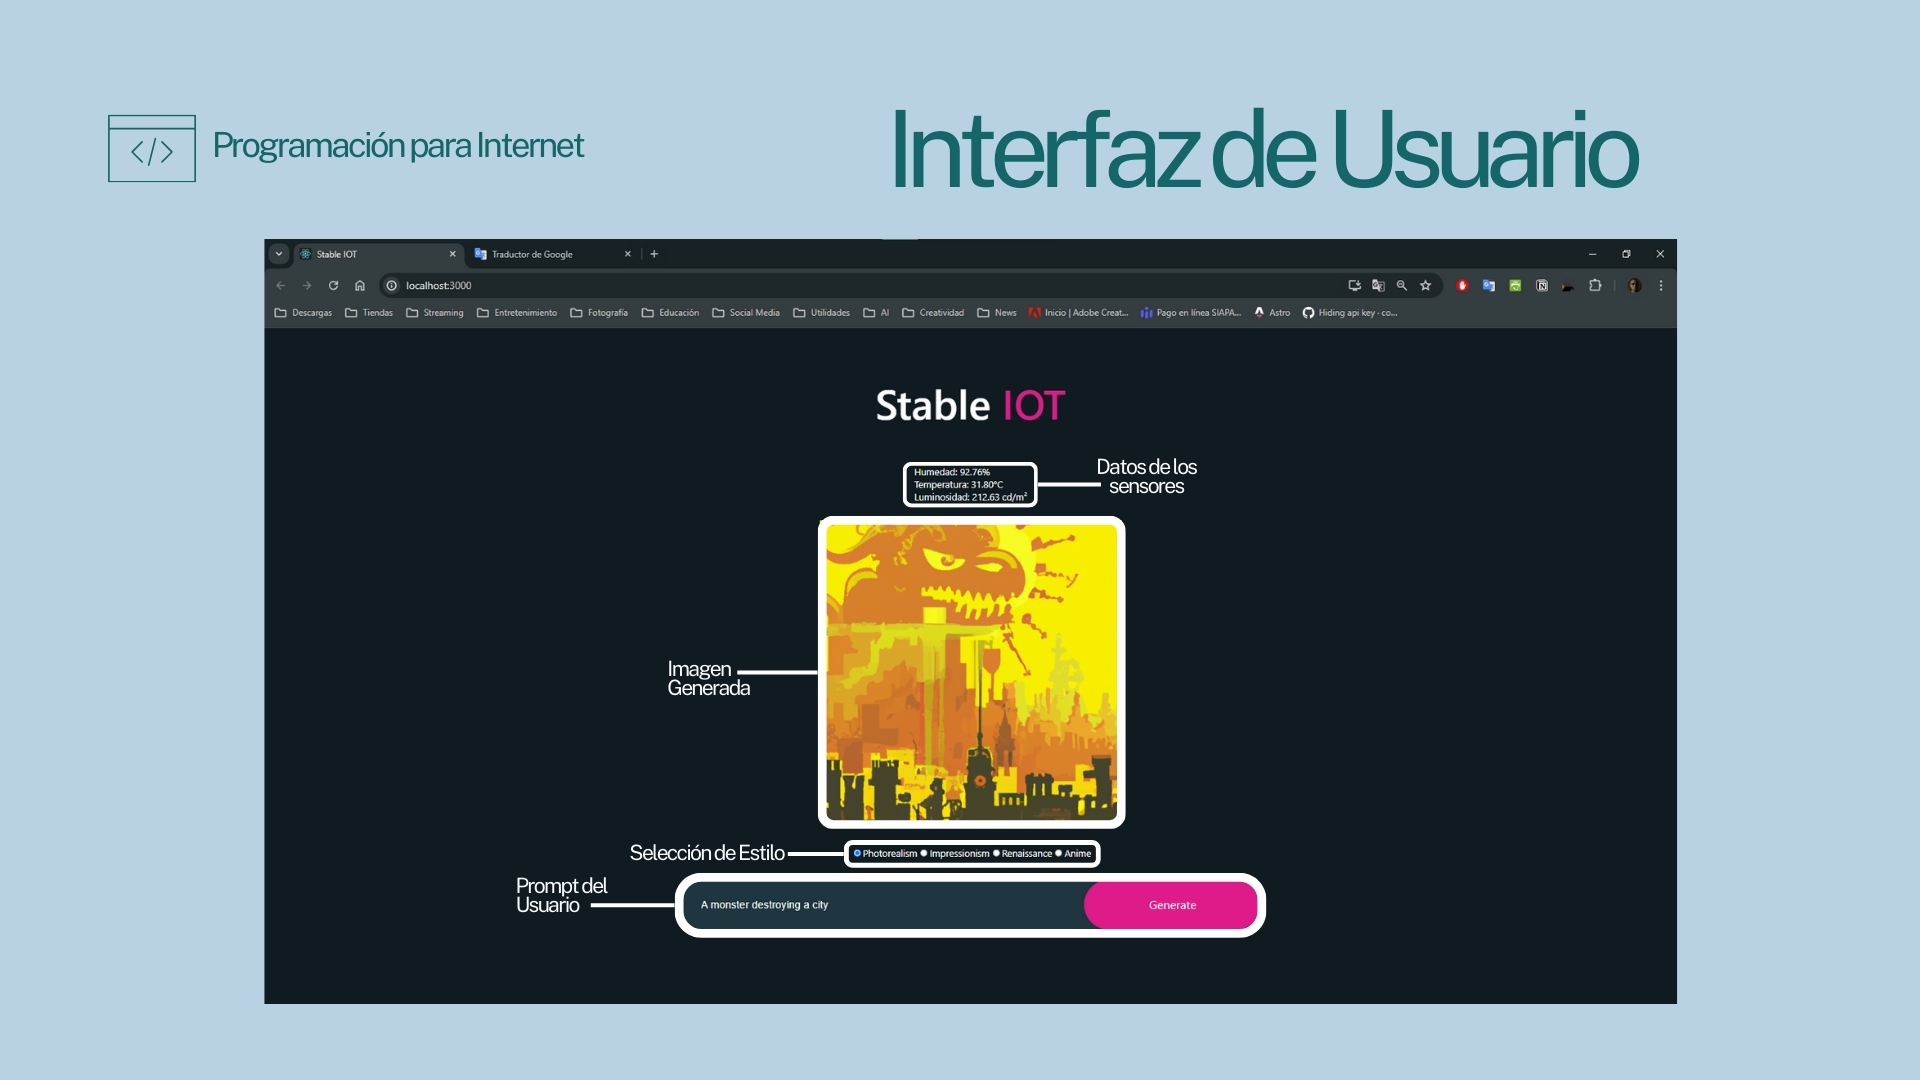 Programación para Internet
Interfaz de Usuario
Stable IOT
Traductor de Google
localhost:3000
Descargas
Tiendas
Streaming
Entretenimiento
Fotografía
Educación
Social Media
Utilidades
AI
Creatividad
News
Inicio | Adobe Creat...
Pago en línea SIAPA...
Astro
Hiding api key - co...
Stable IOT
Humedad: 92.76%
Temperatura: 31.80°C
Luminosidad: 212.63 cd/m²
Datos de los
sensores
Imagen
Generada
Selección de Estilo
Photorealism Impressionism Renaissance Anime
Prompt del
Usuario
A monster destroying a city
Generate